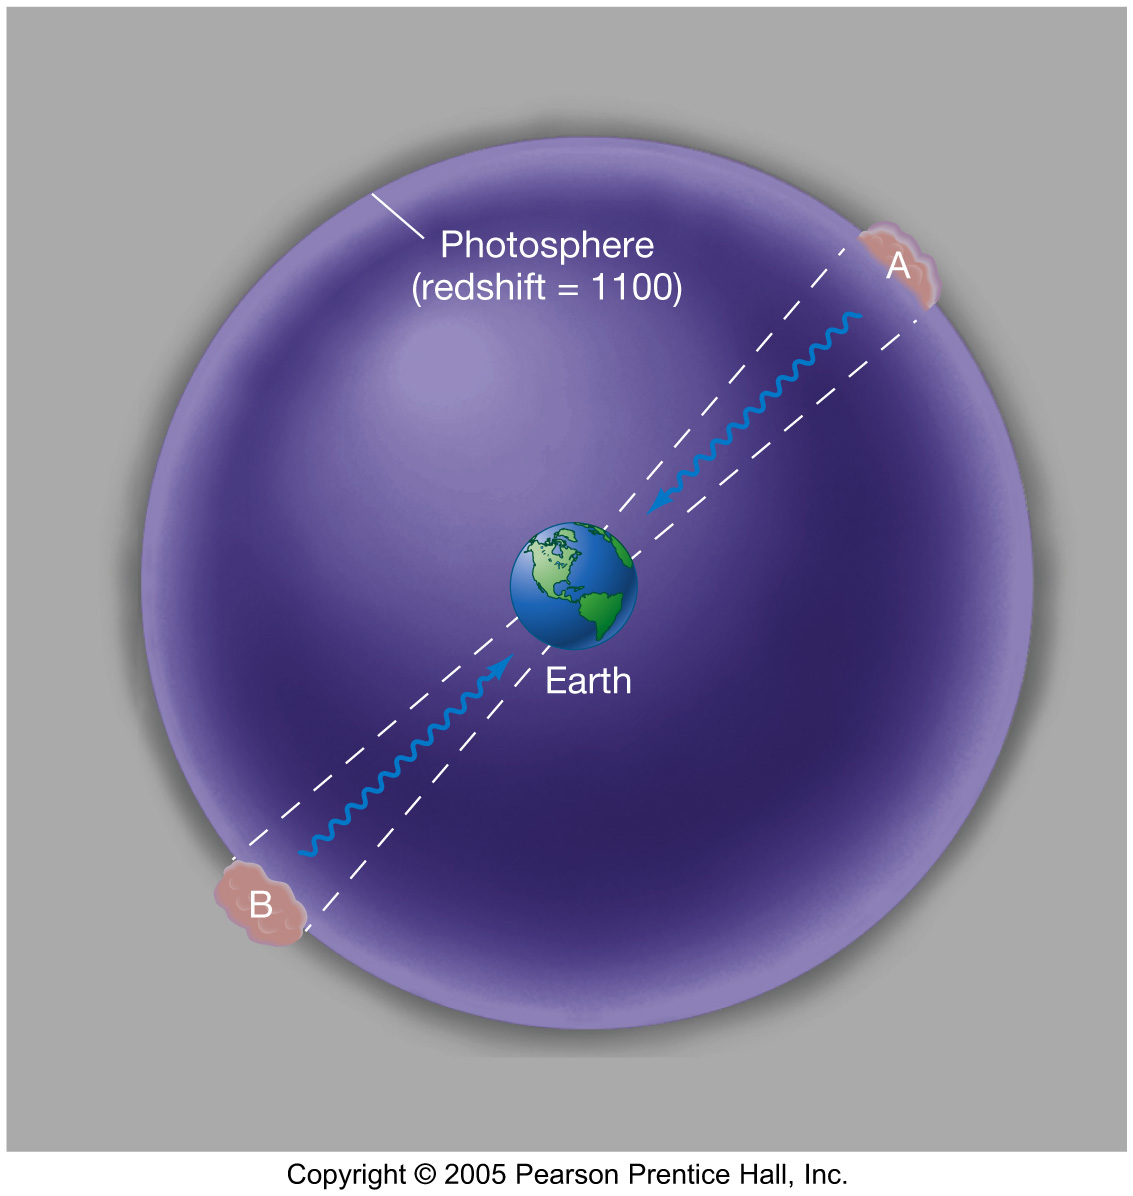 Photosphere
(redshift = 1100)
A
Earth
B
Copyright © 2005 Pearson Prentice Hall, Inc.